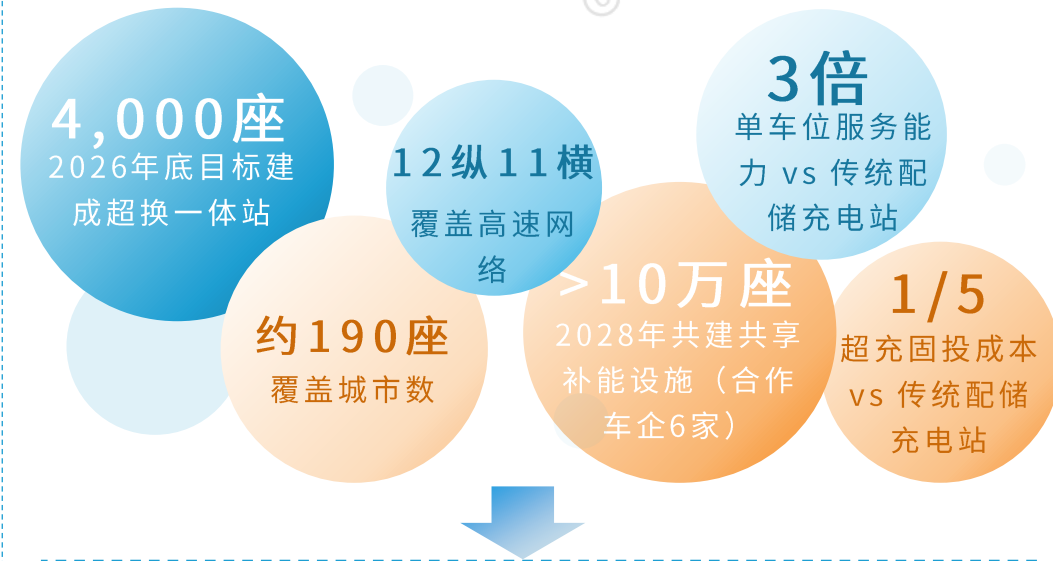 4,000座
2026年底目标建
成超换一体站
约190座
覆盖城市数
12纵11横
覆盖高速网
络
>10万座
2028年共建共享
补能设施（合作
车企6家）
3倍
单车位服务能
力 vs 传统配
储充电站
1/5
超充固投成本
vs 传统配储
充电站